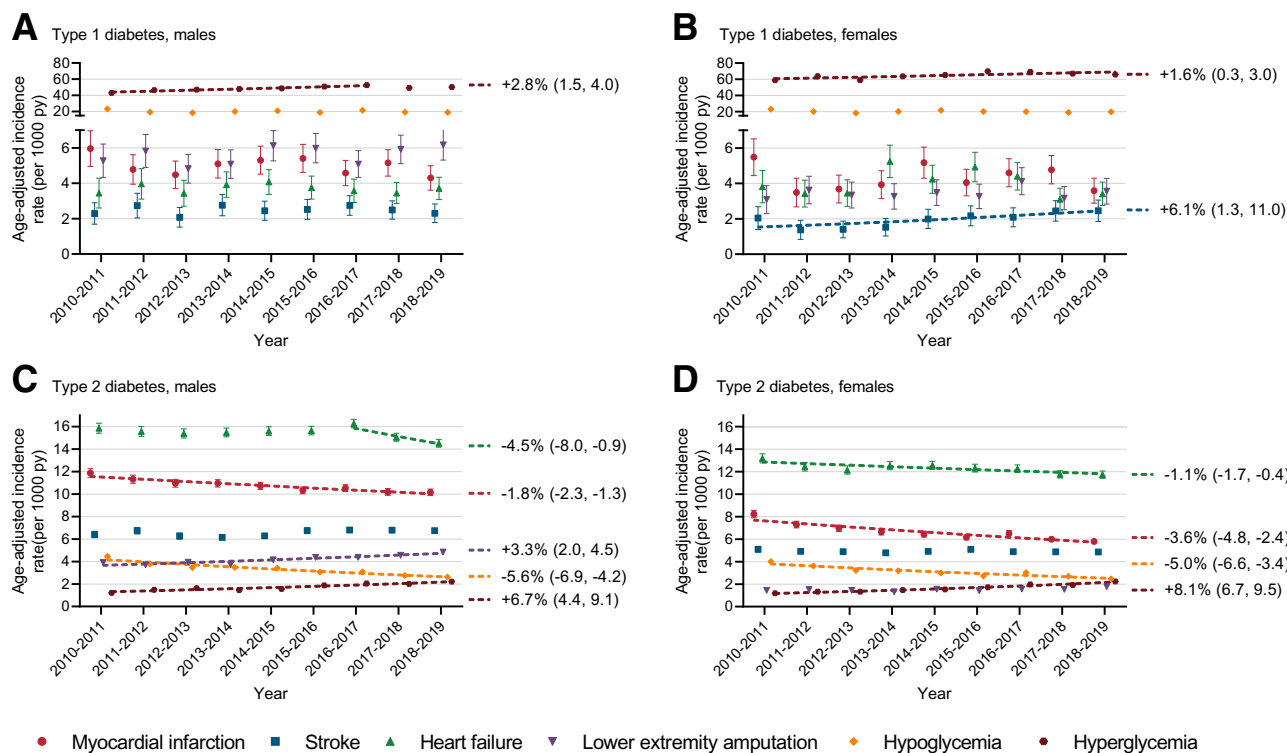 A Type 1 diabetes, males
Age-adjusted incidence
rate (per 1000 py)
80
60
40
20
6
4
2
0
+2.8% (1.5, 4.0)
2010-2011
2011-2012
2012-2013
2013-2014
2014-2015
2015-2016
2016-2017
2017-2018
2018-2019
Year
B Type 1 diabetes, females
Age-adjusted incidence
rate (per 1000 py)
80
60
40
20
6
4
2
0
+1.6% (0.3, 3.0)
+6.1% (1.3, 11.0)
2010-2011
2011-2012
2012-2013
2013-2014
2014-2015
2015-2016
2016-2017
2017-2018
2018-2019
Year
C Type 2 diabetes, males
Age-adjusted incidence
rate(per 1000 py)
16
14
12
10
8
6
4
2
0
-4.5% (-8.0, -0.9)
-1.8% (-2.3, -1.3)
+3.3% (2.0, 4.5)
-5.6% (-6.9, -4.2)
+6.7% (4.4, 9.1)
2010-2011
2011-2012
2012-2013
2013-2014
2014-2015
2015-2016
2016-2017
2017-2018
2018-2019
Year
D Type 2 diabetes, females
Age-adjusted incidence
rate(per 1000 py)
16
14
12
10
8
6
4
2
0
-1.1% (-1.7, -0.4)
-3.6% (-4.8, -2.4)
-5.0% (-6.6, -3.4)
+8.1% (6.7, 9.5)
2010-2011
2011-2012
2012-2013
2013-2014
2014-2015
2015-2016
2016-2017
2017-2018
2018-2019
Year
Myocardial infarction Stroke Heart failure Lower extremity amputation Hypoglycemia Hyperglycemia